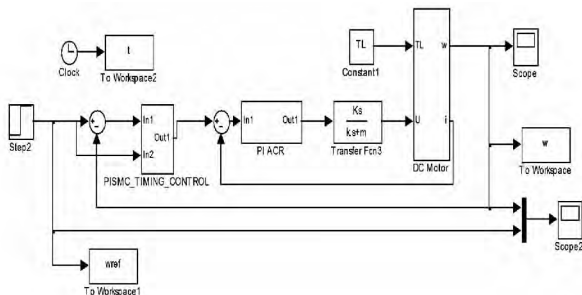 t
Clock
To Workspace2
TL
Constant1
TL
w
U
i
DC Motor
Scope
Step2
In1
In2
Out1
PISMC_TIMING_CONTROL
In1
Out1
PI ACR
Ks
k.s+m
Transfer Fcn3
w
To Workspace
Scope2
wref
To Workspace1